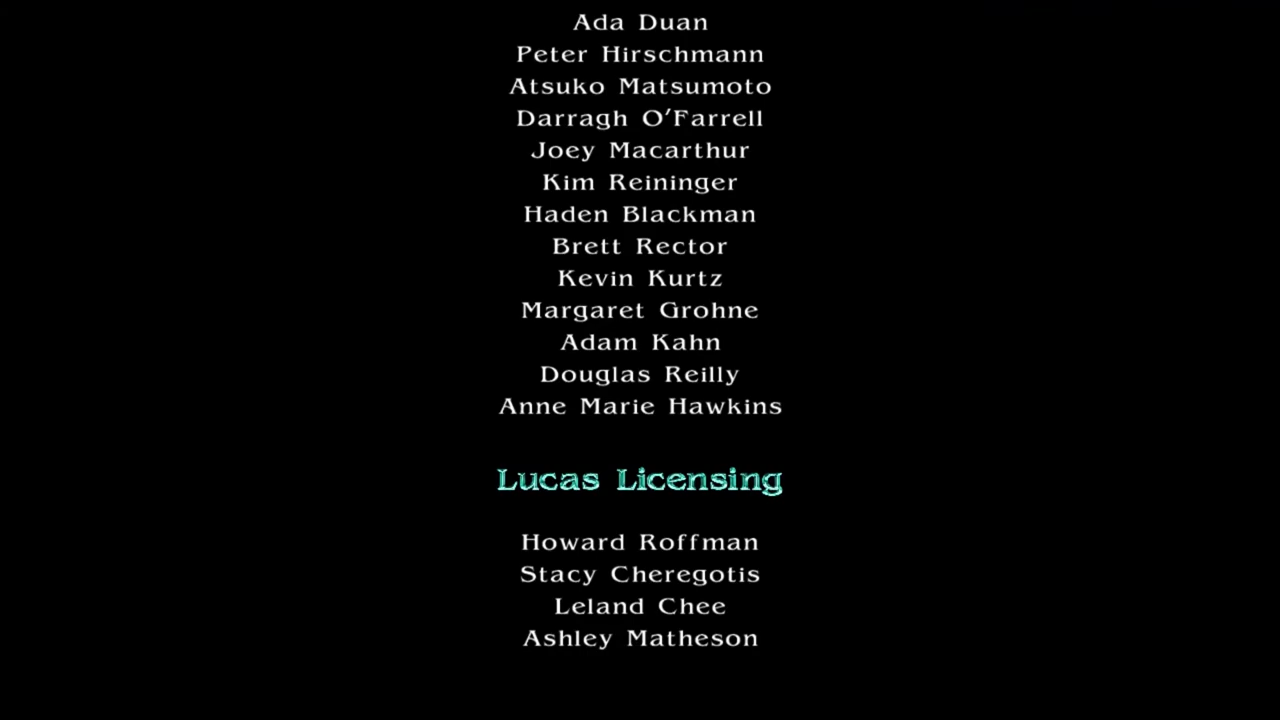 Ada Duan
Peter Hirschmann
Atsuko Matsumoto
Darragh O'Farrell
Joey Macarthur
Kim Reininger
Haden Blackman
Brett Rector
Kevin Kurtz
Margaret Grohne
Adam Kahn
Douglas Reilly
Anne Marie Hawkins
Lucas Licensing
Howard Roffman
Stacy Cheregotis
Leland Chee
Ashley Matheson